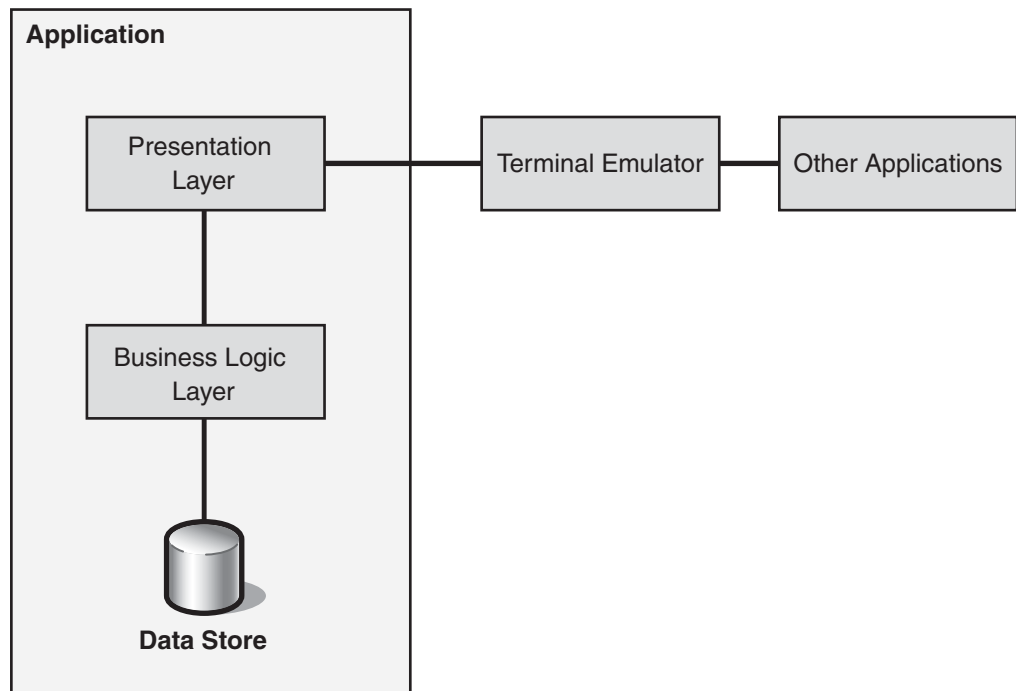 Application
Presentation
Layer
Terminal Emulator
Other Applications
Business Logic
Layer
Data Store